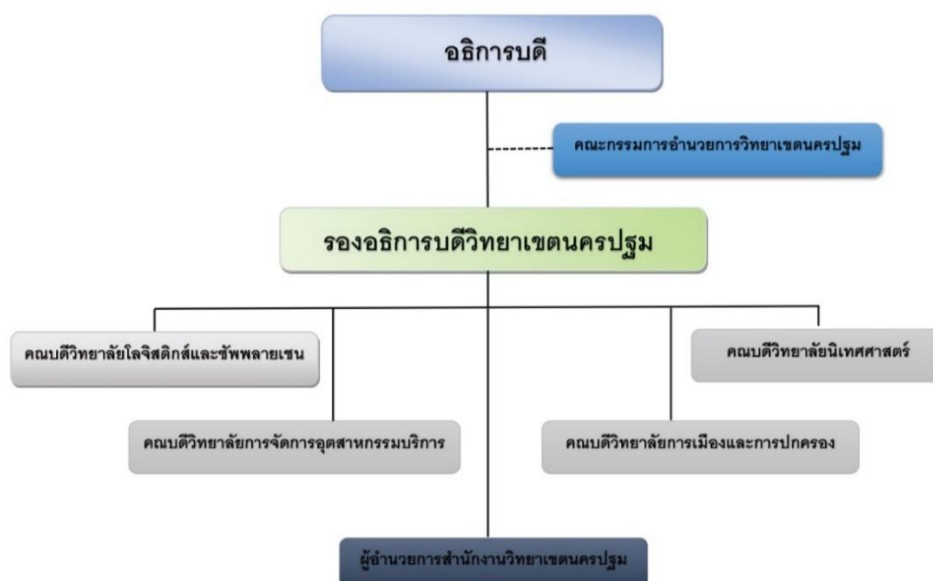 อธิการบดี
คณะกรรมการอำนวยการวิทยาเขตนครปฐม
รองอธิการบดีวิทยาเขตนครปฐม
คณบดีวิทยาลัยโลจิสติกส์และซัพพลายเชน
คณบดีวิทยาลัยนิเทศศาสตร์
คณบดีวิทยาลัยการจัดการอุตสาหกรรมบริการ
คณบดีวิทยาลัยการเมืองและการปกครอง
ผู้อำนวยการสำนักงานวิทยาเขตนครปฐม